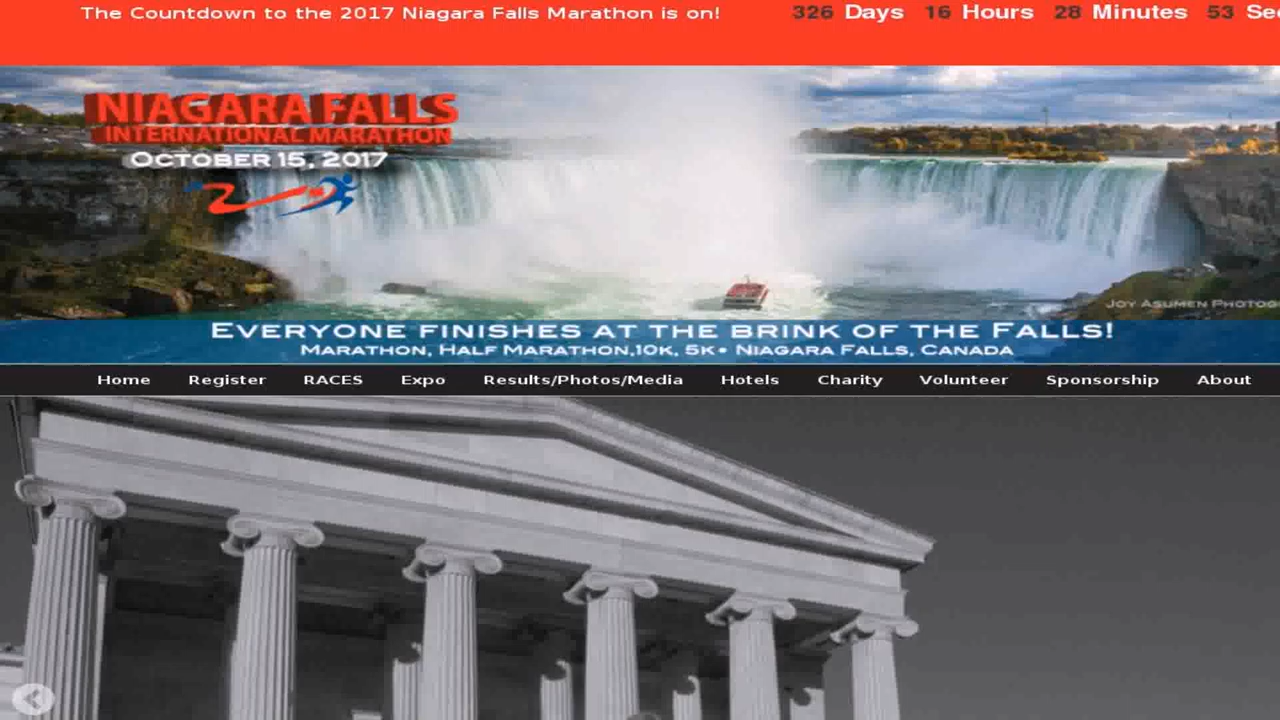 The Countdown to the 2017 Niagara Falls Marathon is on! 326 Days 16 Hours 28 Minutes 53
NIAGARA FALLS
INTERNATIONAL MARATHON
OCTOBER 15, 2017
JOY ASUMEN
EVERYONE FINISHES AT THE BRINK OF THE FALLS!
MARATHON, HALF MARATHON,10K, 5K• NIAGARA FALLS, CANADA
Home Register RACES Expo Results/Photos/Media Hotels Charity Volunteer Sponsorship About